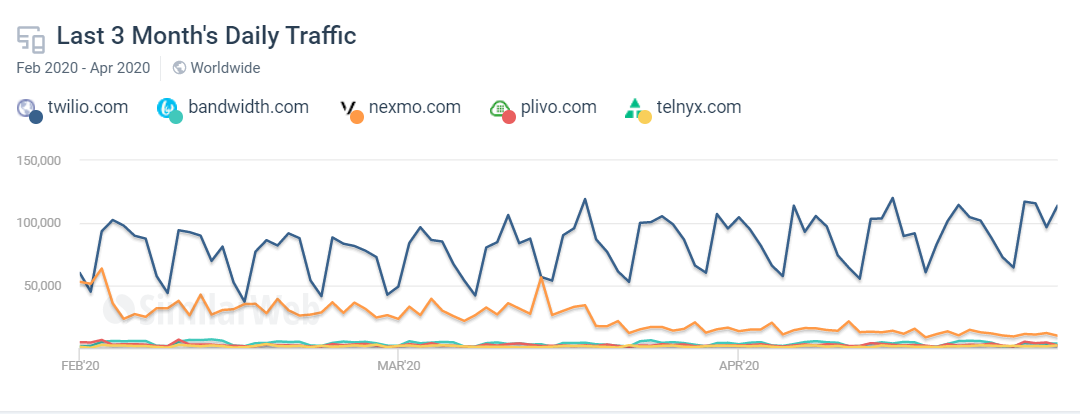 Last 3 Month's Daily Traffic
Feb 2020 - Apr 2020 Worldwide
twilio.com bandwidth.com nexmo.com plivo.com telnyx.com
150,000
100,000
50,000
SimilarWeb
FEB'20 MAR'20 APR'20